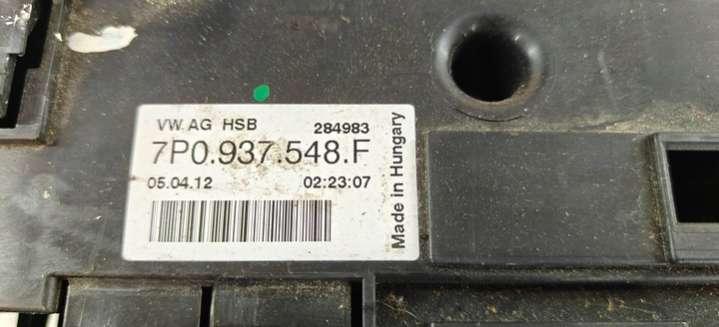 VW AG HSB 284983
7P0.937.548.F
05.04.12 02:23:07
Made in Hungary